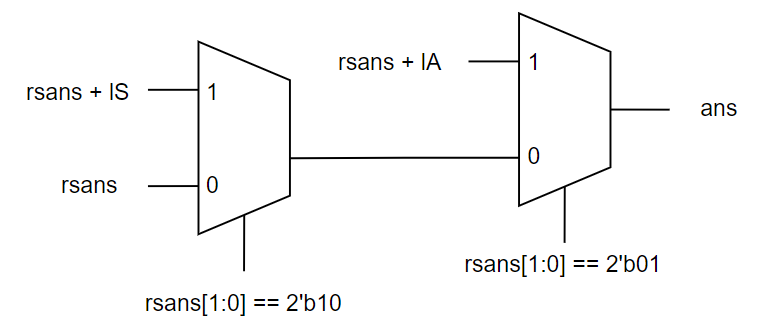 rsans + IA
1
rsans + IS
1
ans
0
rsans
0
rsans[1:0] == 2'b01
rsans[1:0] == 2'b10